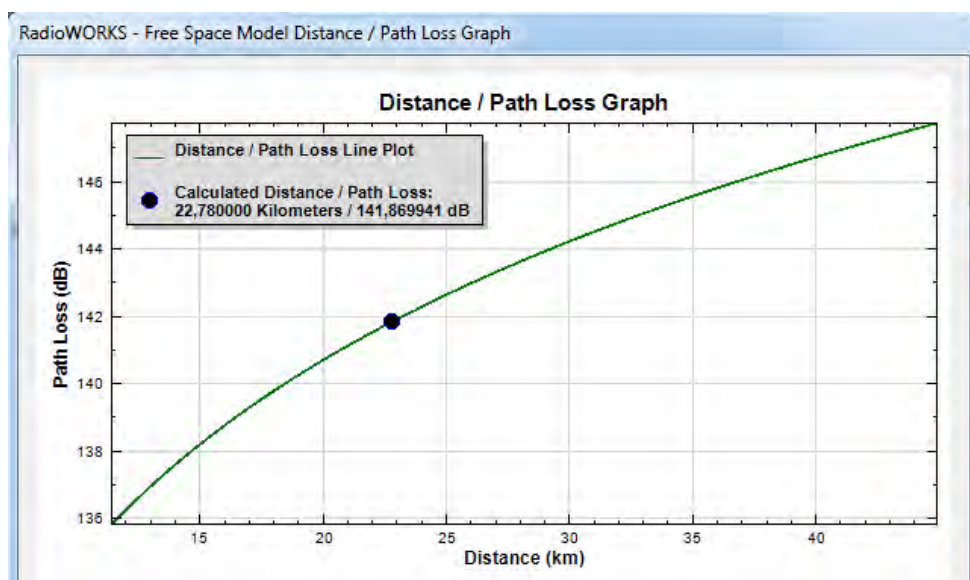 RadioWORKS - Free Space Model Distance / Path Loss Graph
Distance / Path Loss Graph
Distance / Path Loss Line Plot
Calculated Distance / Path Loss:
22,780000 Kilometers / 141,869941 dB
Path Loss (dB)
146
144
142
140
138
136
15 20 25 30 35 40
Distance (km)